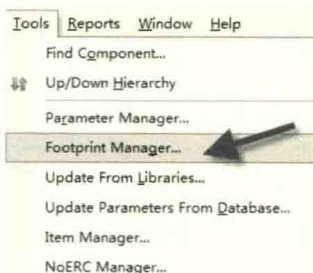 Tools Reports Window Help
Find Component...
Up/Down Hierarchy
Parameter Manager...
Footprint Manager...
Update From Libraries...
Update Parameters From Database...
Item Manager...
NoERC Manager...